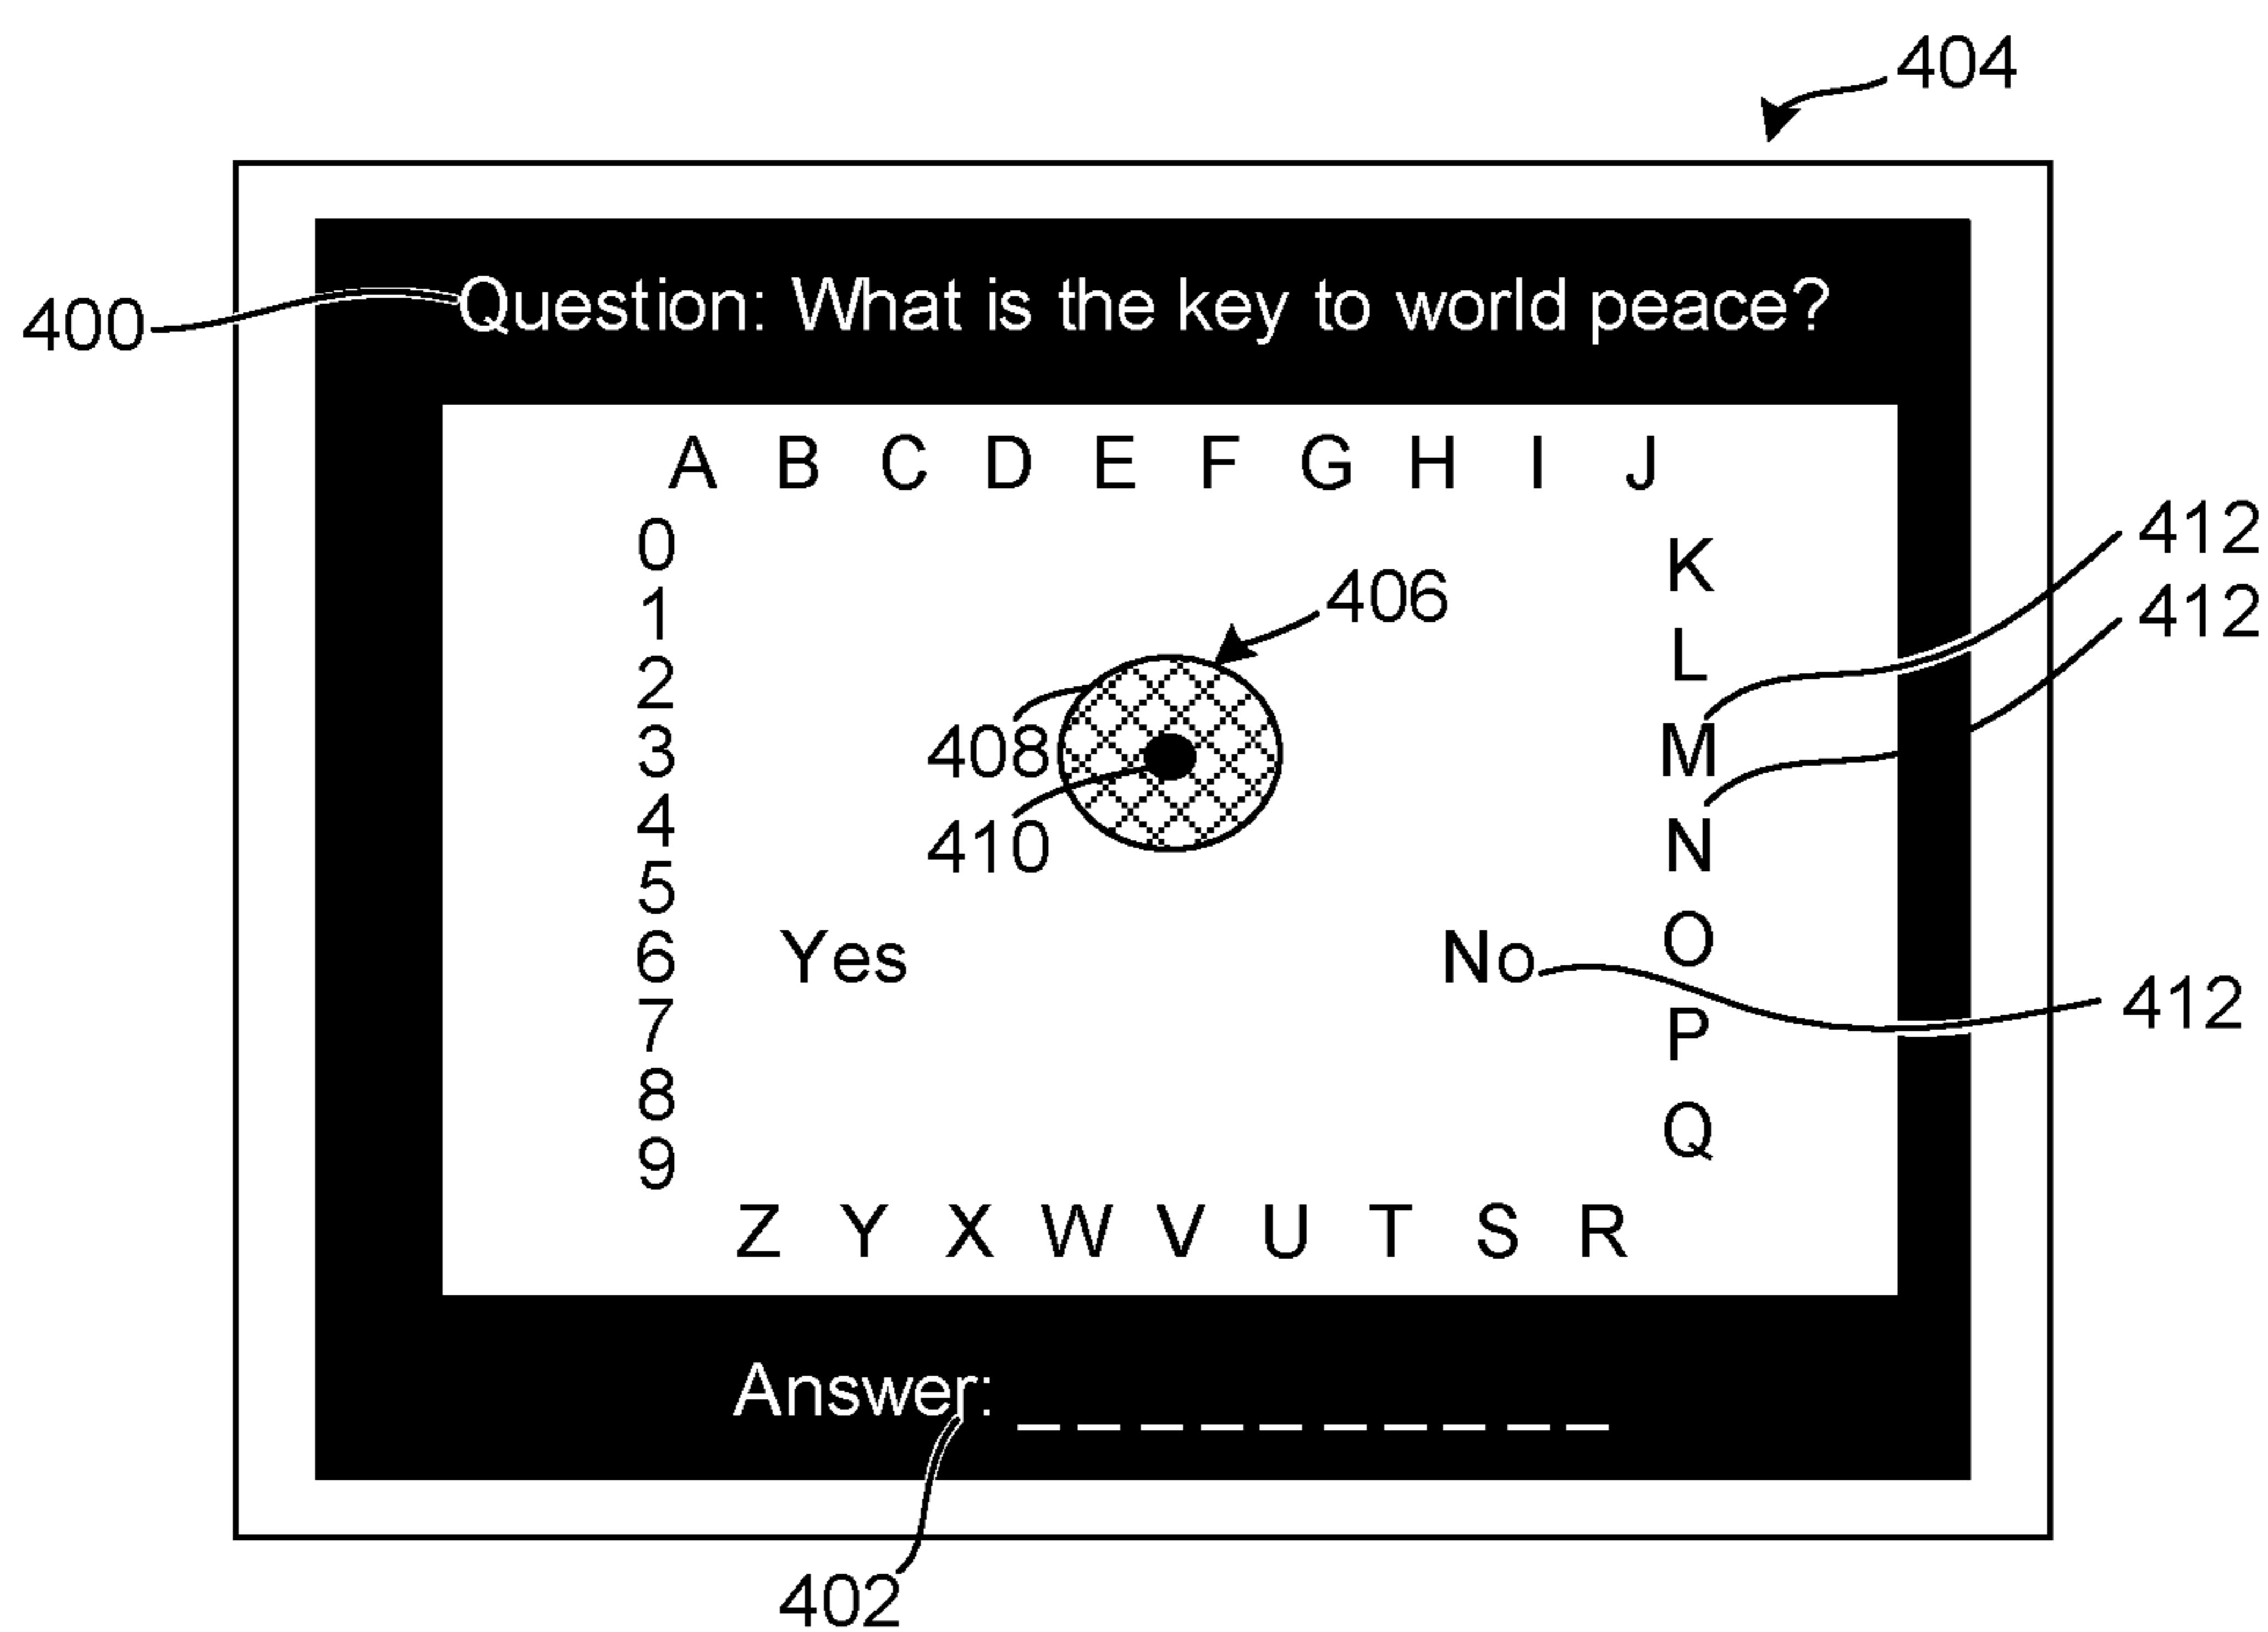 404
Question: What is the key to world peace?
400
A B C D E F G H I J
0
1
2
3
4
5
6
7
8
9
K
L
M
N
O
P
Q
412
412
406
408
410
Yes
No
412
Z Y X W V U T S R
Answer: _ _ _ _ _ _ _ _ _ _
402